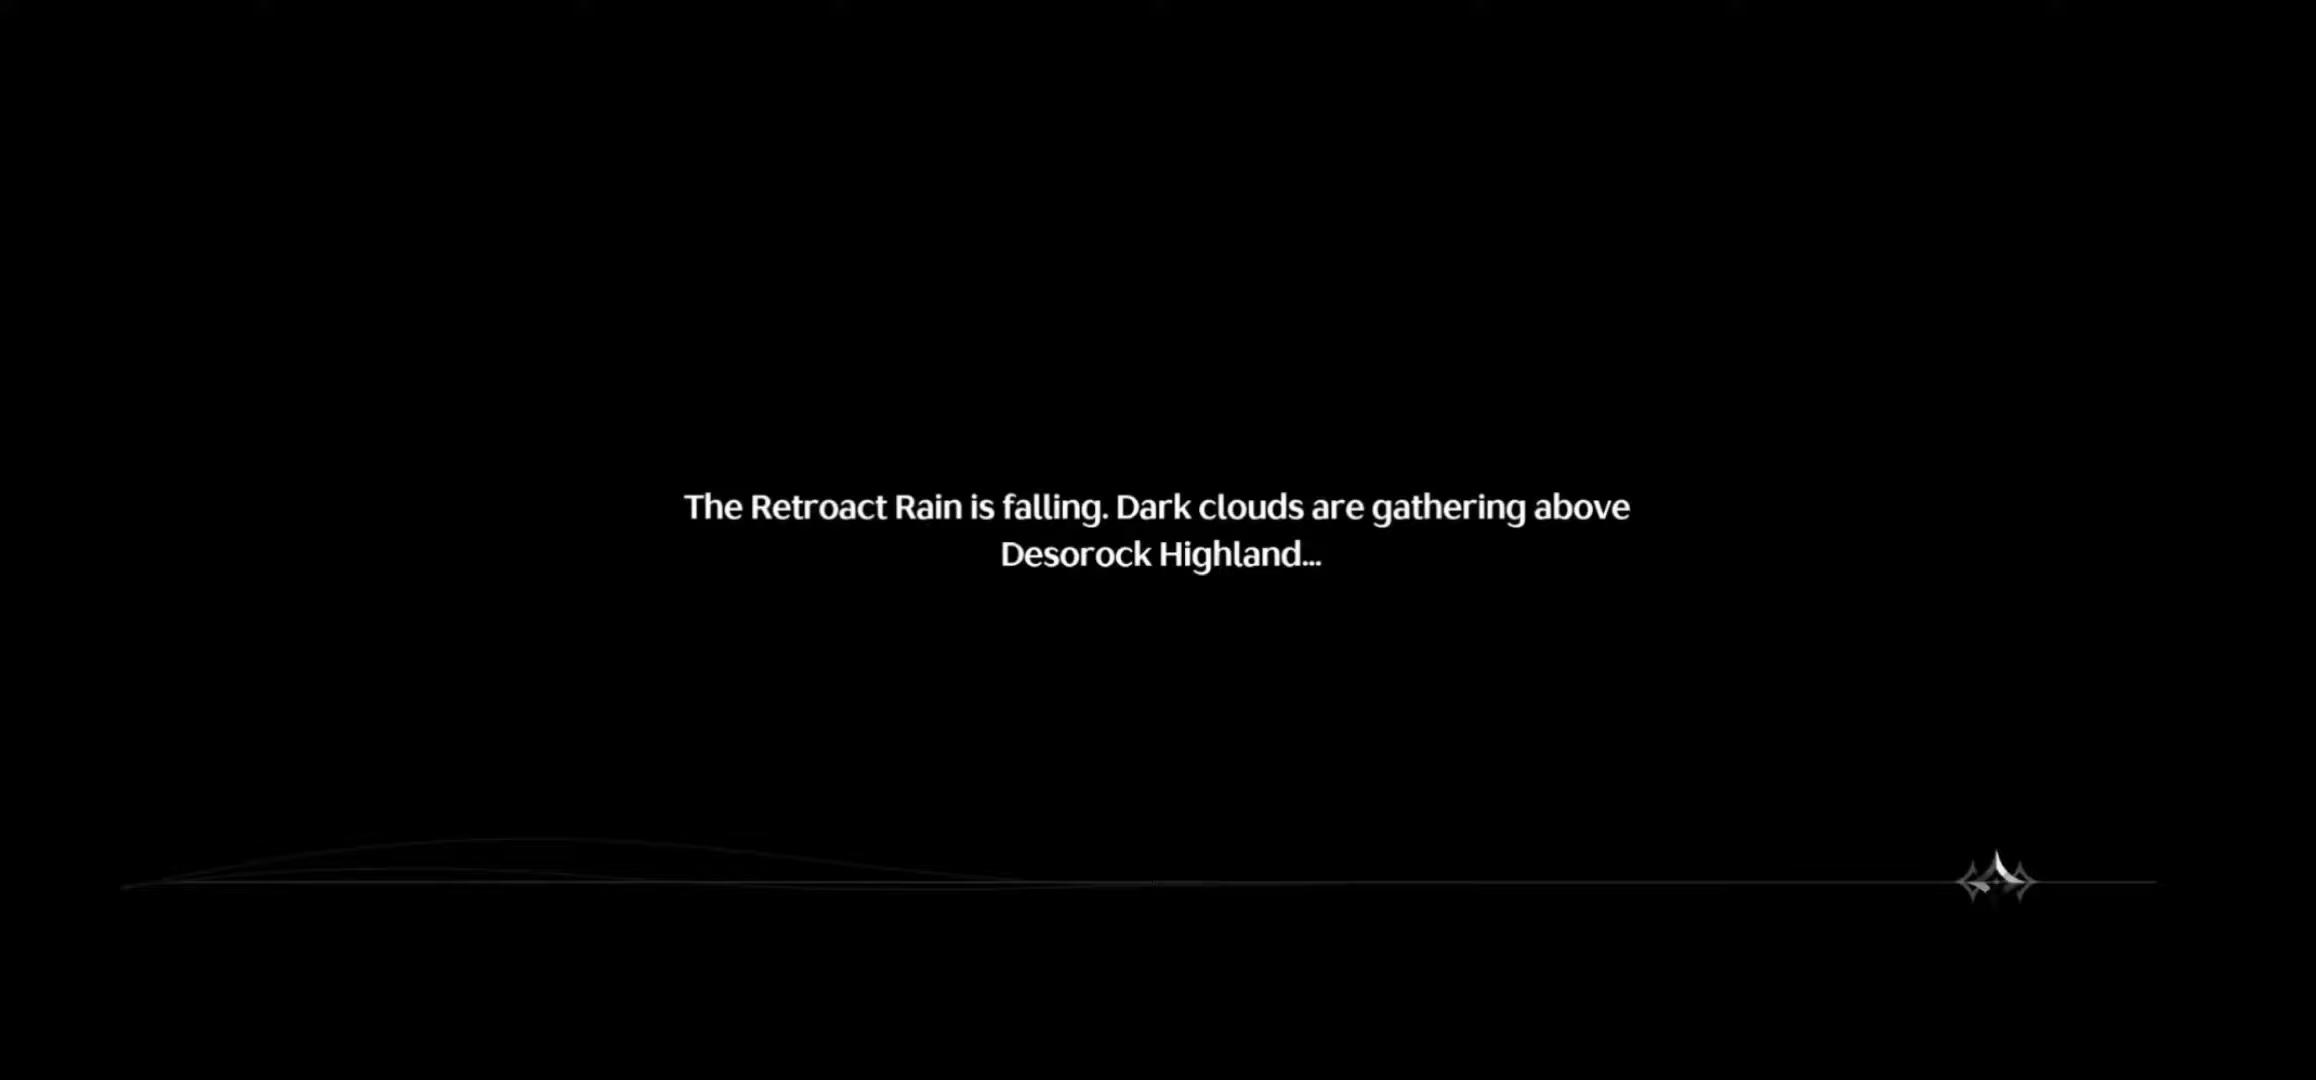 The Retroact Rain is falling. Dark clouds are gathering above
Desorock Highland...